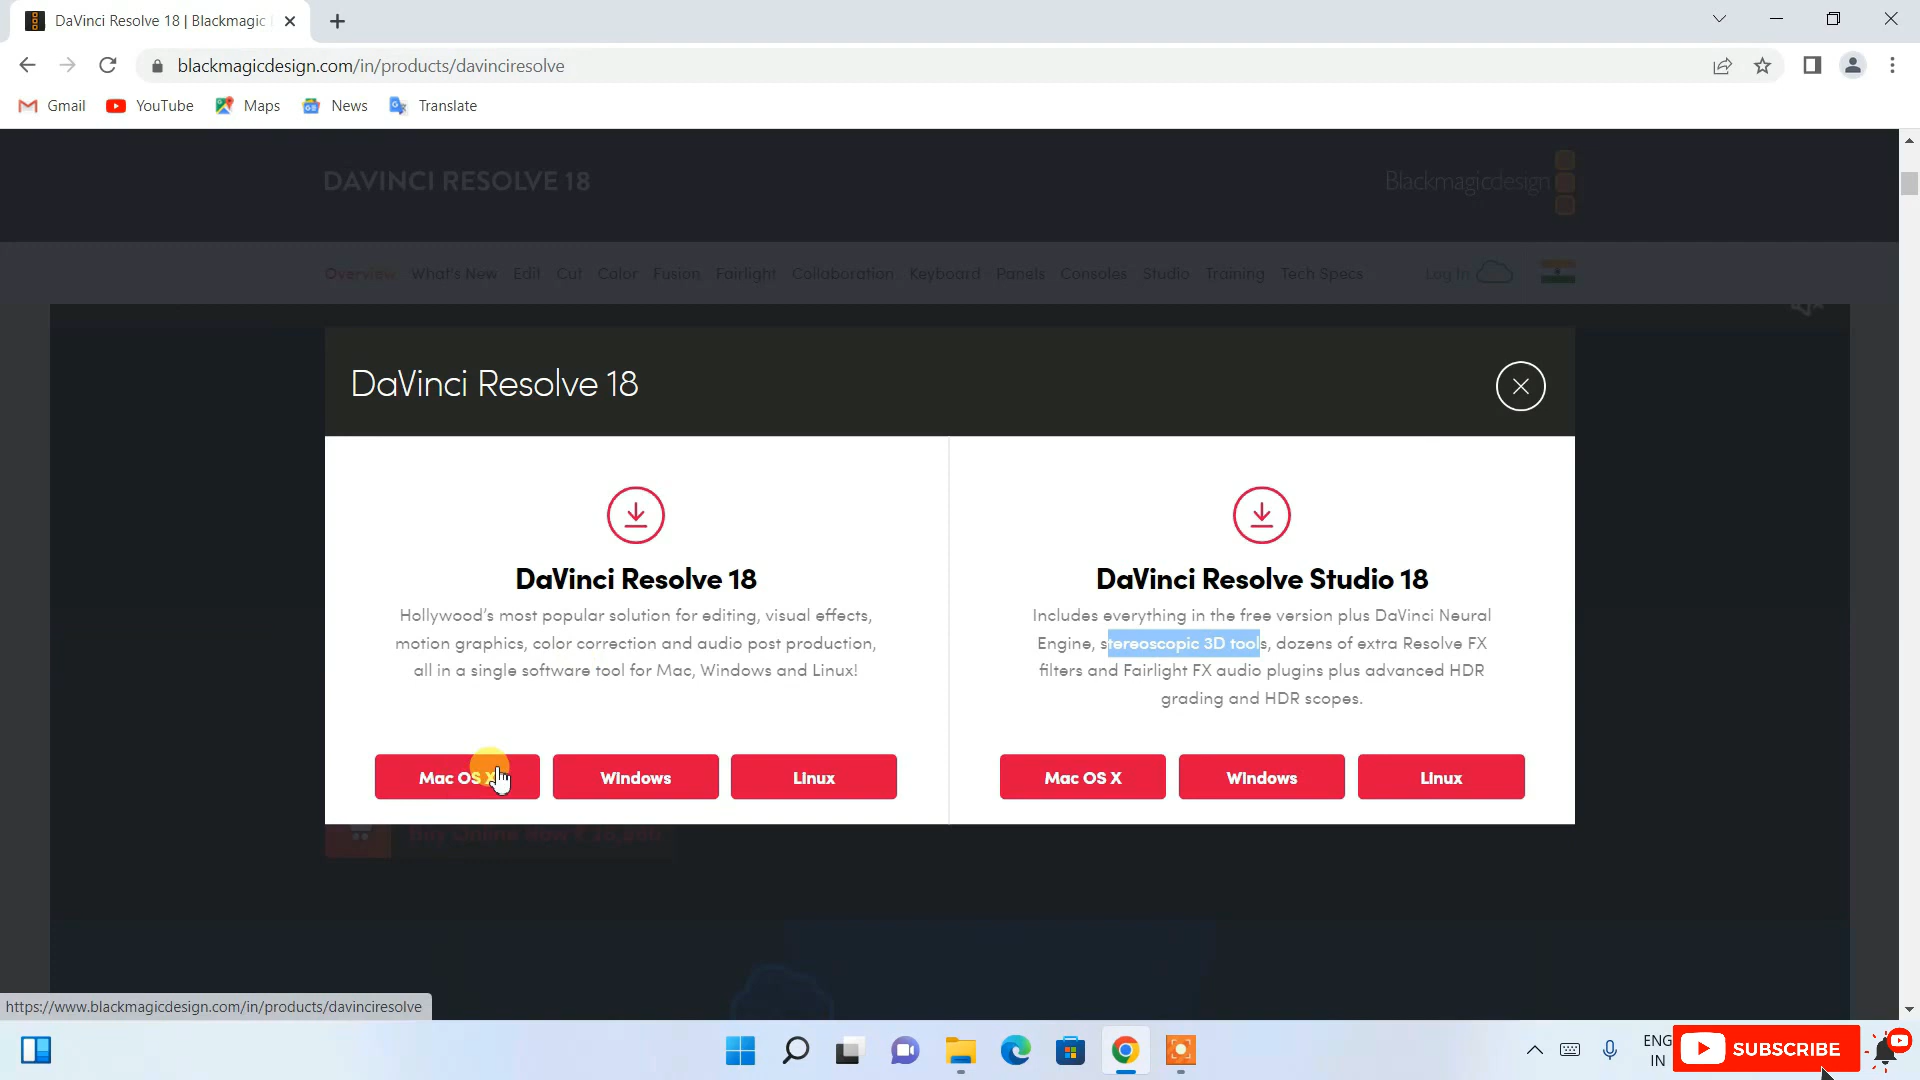 DaVinci Resolve 18 | Blackmagic
blackmagicdesign.com/in/products/davinciresolve
Gmail YouTube Maps News Translate
DAVINCI RESOLVE 18
Blackmagicdesign
Overview What's New Edit Cut Color Fusion Fairlight Collaboration Keyboard Panels Consoles Studio Training Tech Specs Log In
DaVinci Resolve 18
DaVinci Resolve 18
Hollywood's most popular solution for editing, visual effects,
motion graphics, color correction and audio post production,
all in a single software tool for Mac, Windows and Linux!
Mac OS X Windows Linux
DaVinci Resolve Studio 18
Includes everything in the free version plus DaVinci Neural
Engine, stereoscopic 3D tools, dozens of extra Resolve FX
filters and Fairlight FX audio plugins plus advanced HDR
grading and HDR scopes.
Mac OS X Windows Linux
Buy Online Now
https://www.blackmagicdesign.com/in/products/davinciresolve
ENG
IN
SUBSCRIBE